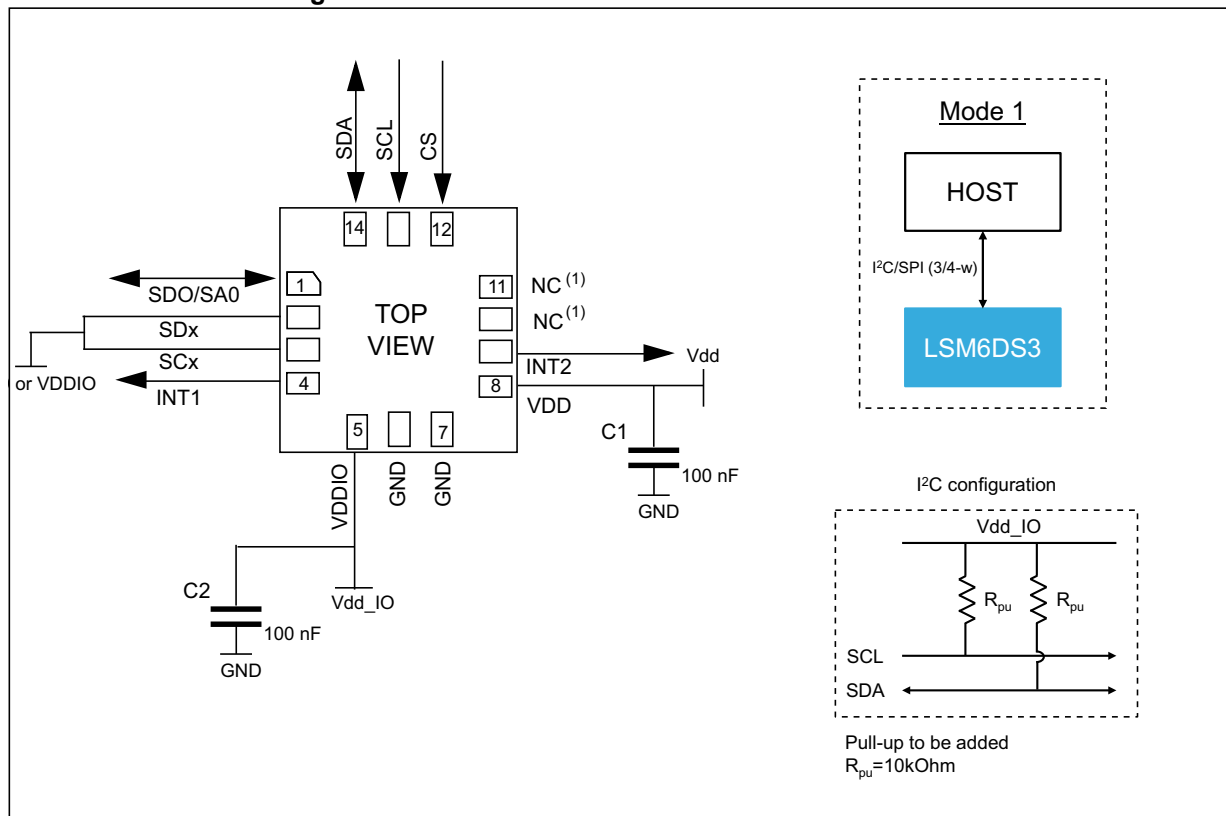 SDA
SCL
CS
14
12
1
SDO/SA0
SDx
SCx
or VDDIO
4
INT1
TOP
VIEW
11
NC (1)
NC (1)
INT2
Vdd
8
VDD
5
7
VDDIO
GND
GND
C1
100 nF
GND
C2
100 nF
GND
Vdd_IO
Mode 1
HOST
I²C/SPI (3/4-w)
LSM6DS3
I²C configuration
Vdd_IO
Rpu
Rpu
SCL
SDA
Pull-up to be added
Rpu=10kOhm